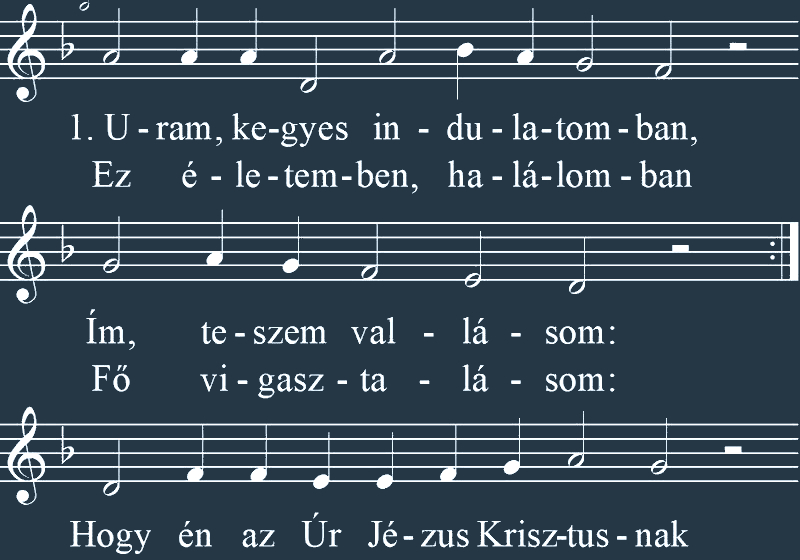 1. U - ram, ke-gyes in - du - la-tom - ban,
Ez é - le - tem-ben, ha - lá-lom - ban
Ím, te - szem val - lá - som:
Fő vi - gasz - ta - lá - som:
Hogy én az Úr Jé - zus Krisz-tus - nak